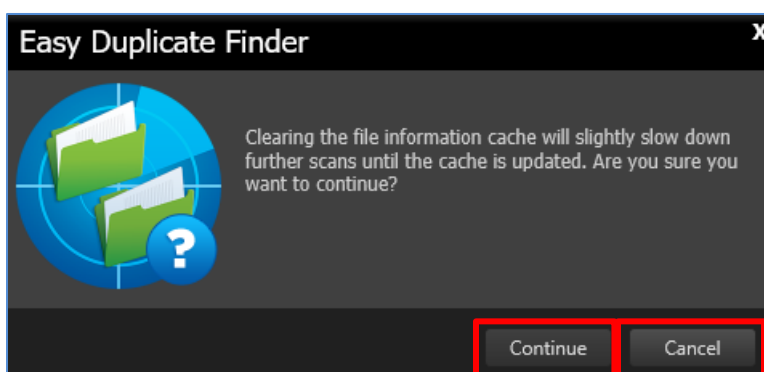 Easy Duplicate Finder
X
Clearing the file information cache will slightly slow down
further scans until the cache is updated. Are you sure you
want to continue?
?
Continue
Cancel